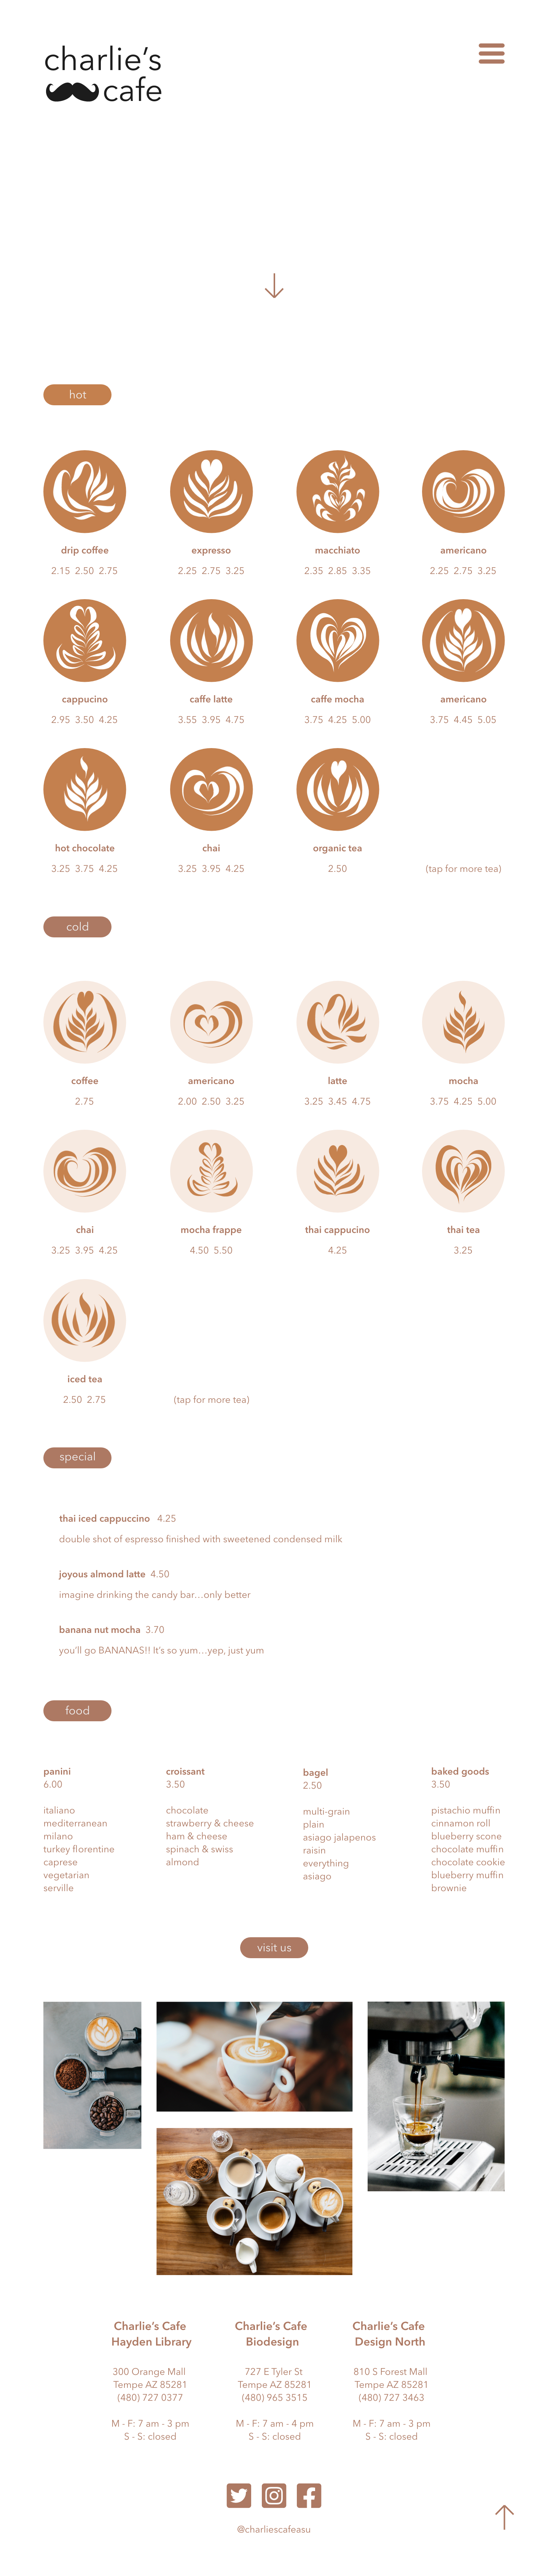 charlie’s
cafe
hot
drip coffee expresso macchiato americano
2.15 2.50 2.75 2.25 2.75 3.25 2.35 2.85 3.35 2.25 2.75 3.25
cappucino caffe latte caffe mocha americano
2.95 3.50 4.25 3.55 3.95 4.75 3.75 4.25 5.00 3.75 4.45 5.05
hot chocolate chai organic tea
3.25 3.75 4.25 3.25 3.95 4.25 2.50 (tap for more tea)
cold
coffee americano latte mocha
2.75 2.00 2.50 3.25 3.25 3.45 4.75 3.75 4.25 5.00
chai mocha frappe thai cappucino thai tea
3.25 3.95 4.25 4.50 5.50 4.25 3.25
iced tea
2.50 2.75 (tap for more tea)
special
thai iced cappuccino 4.25
double shot of espresso finished with sweetened condensed milk
joyous almond latte 4.50
imagine drinking the candy bar…only better
banana nut mocha 3.70
you’ll go BANANAS!! It’s so yum…yep, just yum
food
panini
6.00
italiano
mediterranean
milano
turkey florentine
caprese
vegetarian
serville
croissant
3.50
chocolate
strawberry & cheese
ham & cheese
spinach & swiss
almond
bagel
2.50
multi-grain
plain
asiago jalapenos
raisin
everything
asiago
baked goods
3.50
pistachio muffin
cinnamon roll
blueberry scone
chocolate muffin
chocolate cookie
blueberry muffin
brownie
visit us
Charlie’s Cafe
Hayden Library
300 Orange Mall
Tempe AZ 85281
(480) 727 0377
M - F: 7 am - 3 pm
S - S: closed
Charlie’s Cafe
Biodesign
727 E Tyler St
Tempe AZ 85281
(480) 965 3515
M - F: 7 am - 4 pm
S - S: closed
Charlie’s Cafe
Design North
810 S Forest Mall
Tempe AZ 85281
(480) 727 3463
M - F: 7 am - 3 pm
S - S: closed
@charliescafeasu